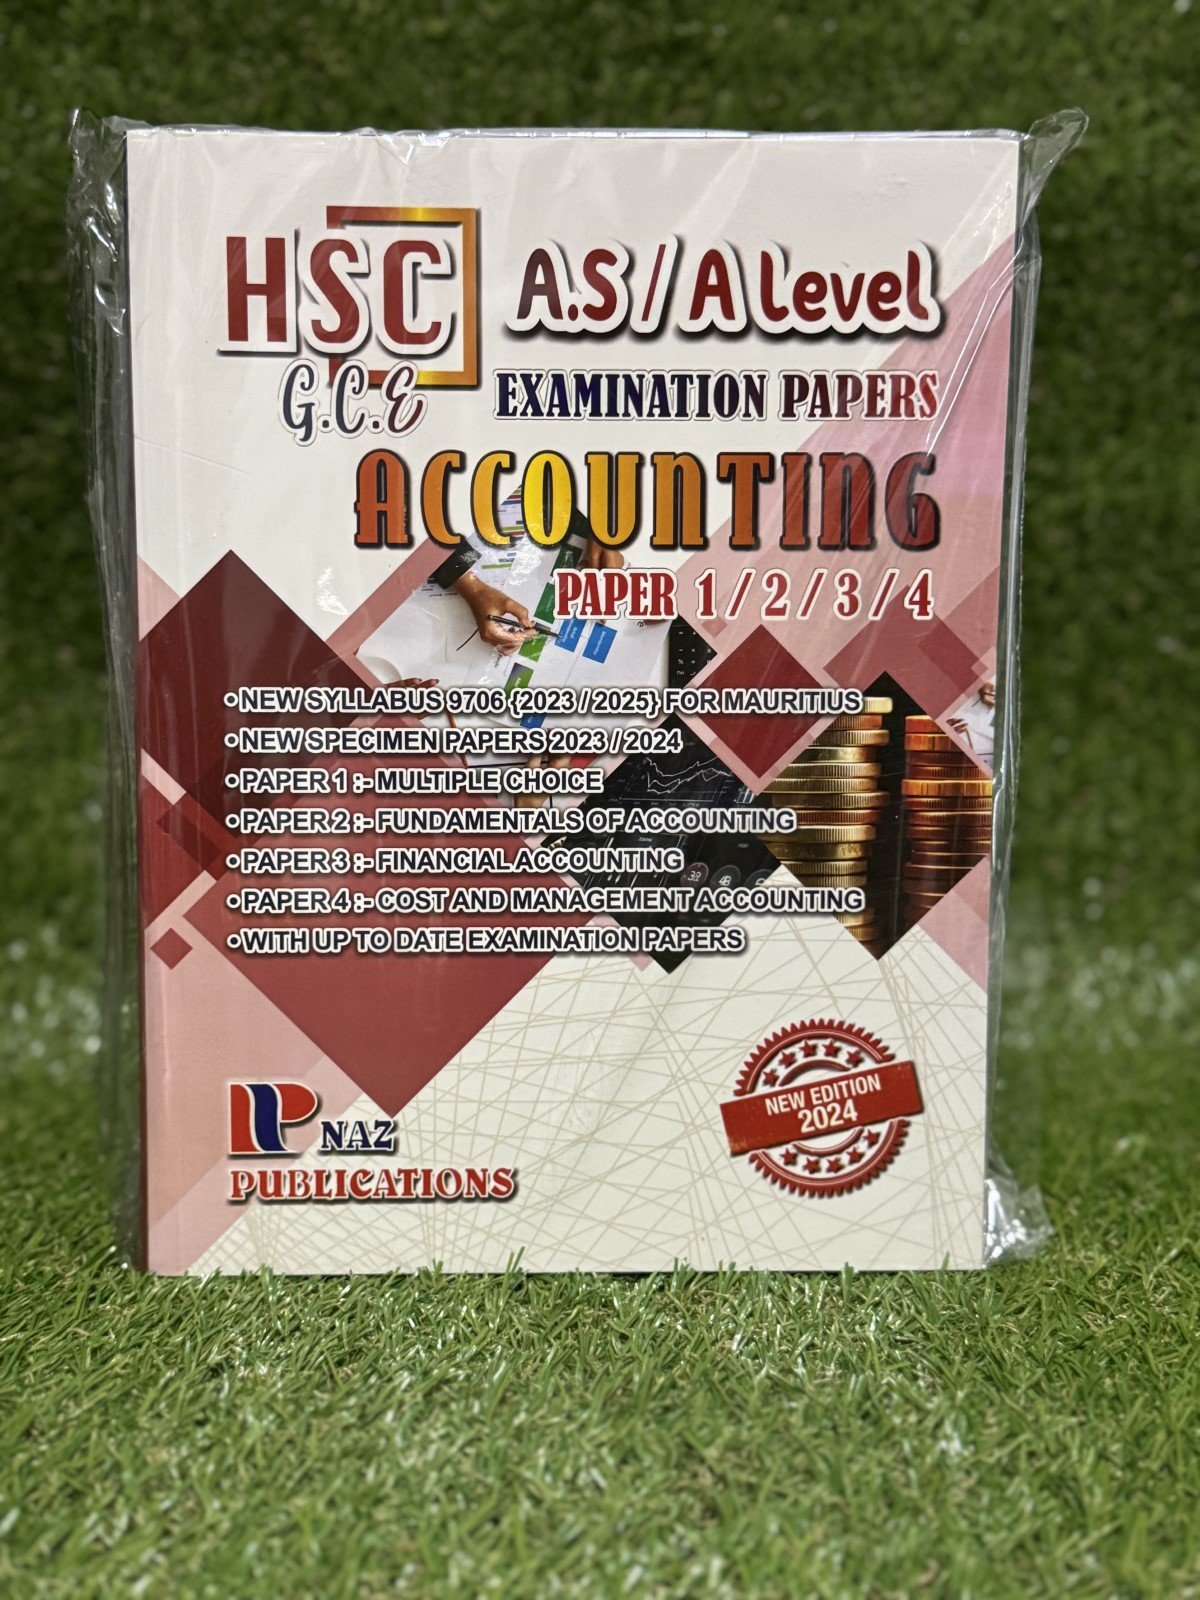 HSC A.S / A Level
G.C.E EXAMINATION PAPERS
ACCOUNTING
PAPER 1 / 2 / 3 / 4
•NEW SYLLABUS 9706 {2023 / 2025} FOR MAURITIUS
•NEW SPECIMEN PAPERS 2023 / 2024
•PAPER 1 :- MULTIPLE CHOICE
•PAPER 2 :- FUNDAMENTALS OF ACCOUNTING
•PAPER 3 :- FINANCIAL ACCOUNTING
•PAPER 4 :- COST AND MANAGEMENT ACCOUNTING
•WITH UP TO DATE EXAMINATION PAPERS
NEW EDITION
2024
NAZ
PUBLICATIONS